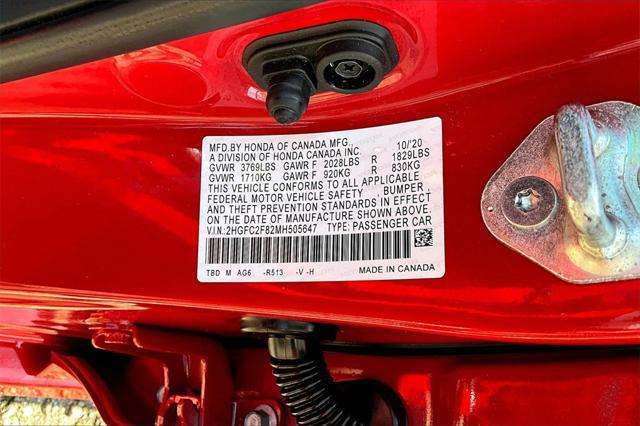 MFD.BY HONDA OF CANADA MFG. 10/'20
A DIVISION OF HONDA CANADA INC.
GVWR 3769LBS GAWR F 2028LBS R 1829LBS
GVWR 1710KG GAWR F 920KG R 830KG
THIS VEHICLE CONFORMS TO ALL APPLICABLE
FEDERAL MOTOR VEHICLE SAFETY , BUMPER ,
AND THEFT PREVENTION STANDARDS IN EFFECT
ON THE DATE OF MANUFACTURE SHOWN ABOVE.
V.I.N.:2HGFC2F82MH505647 TYPE: PASSENGER CAR
TBD M AG6 -R513 -V -H MADE IN CANADA